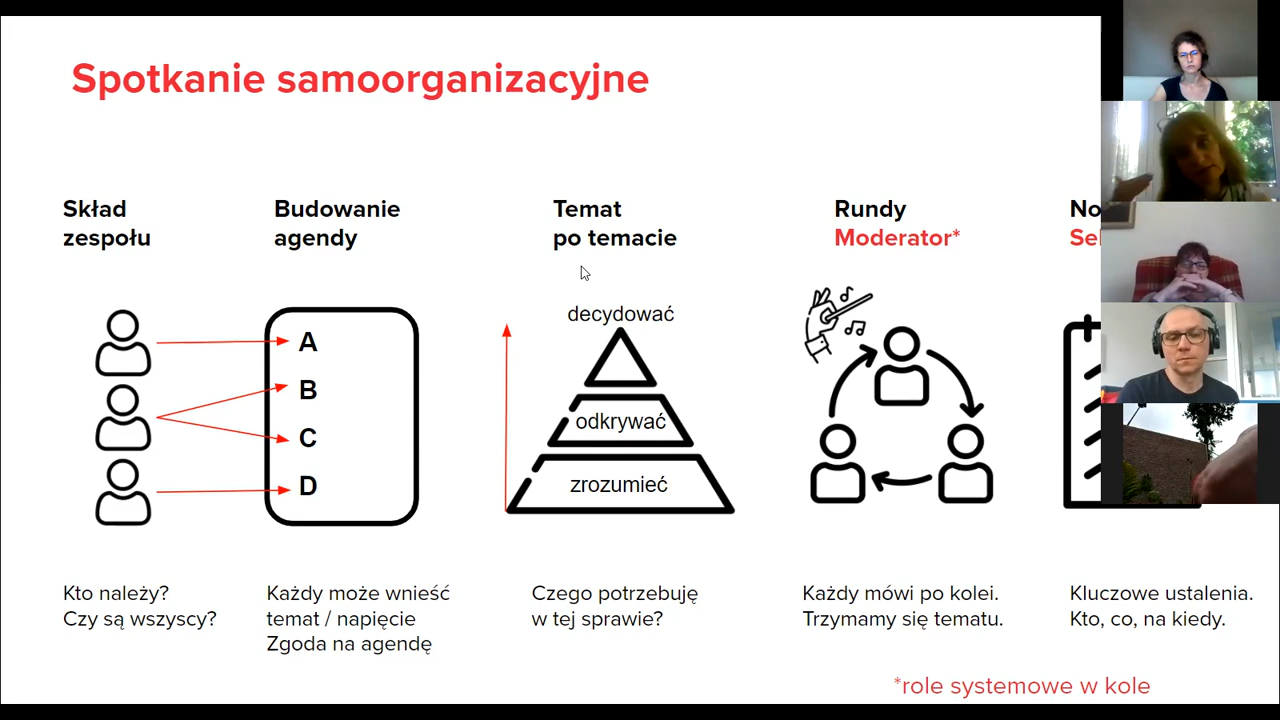 Spotkanie samoorganizacyjne
Skład
zespołu
Budowanie
agendy
A
B
C
D
Temat
po temacie
decydować
odkrywać
zrozumieć
Rundy
Moderator*
Kto należy?
Czy są wszyscy?
Każdy może wnieść
temat / napięcie
Zgoda na agendę
Czego potrzebuję
w tej sprawie?
Każdy mówi po kolei.
Trzymamy się tematu.
Kluczowe ustalenia.
Kto, co, na kiedy.
*role systemowe w kole